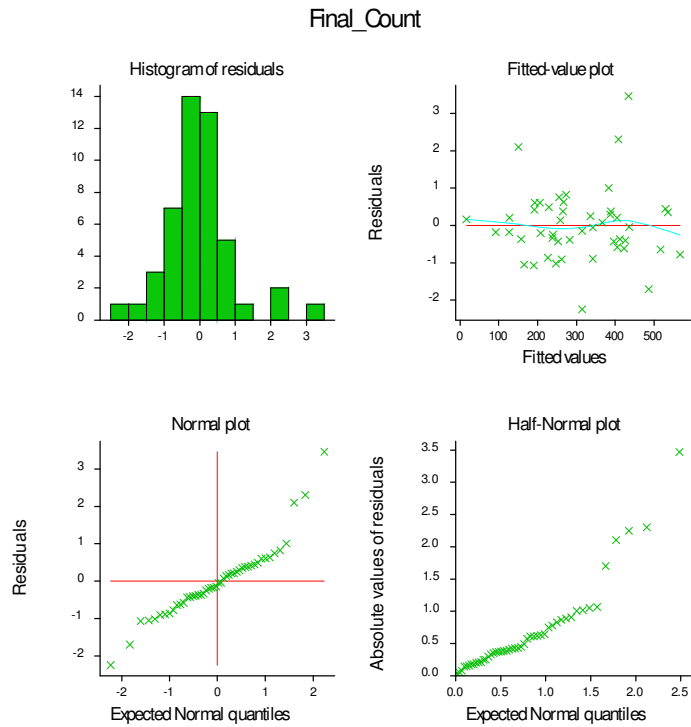 Final_Count
Histogram of residuals
14
12
10
8
6
4
2
0
-2 -1 0 1 2 3
Fitted-value plot
Residuals
3
2
1
0
-1
-2
0 100 200 300 400 500
Fitted values
Normal plot
Residuals
3
2
1
0
-1
-2
-2 -1 0 1 2
Expected Normal quantiles
Half-Normal plot
Absolute values of residuals
3.5
3.0
2.5
2.0
1.5
1.0
0.5
0.0
0.0 0.5 1.0 1.5 2.0 2.5
Expected Normal quantiles